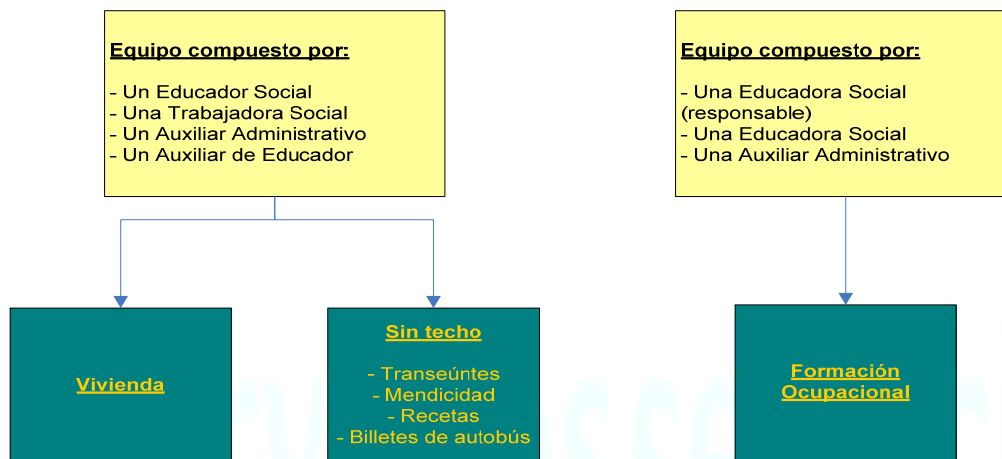 Equipo compuesto por:
- Un Educador Social
- Una Trabajadora Social
- Un Auxiliar Administrativo
- Un Auxiliar de Educador
Equipo compuesto por:
- Una Educadora Social
(responsable)
- Una Educadora Social
- Una Auxiliar Administrativo
Vivienda
Sin techo
- Transeúntes
- Mendicidad
- Recetas
- Billetes de autobús
Formación
Ocupacional